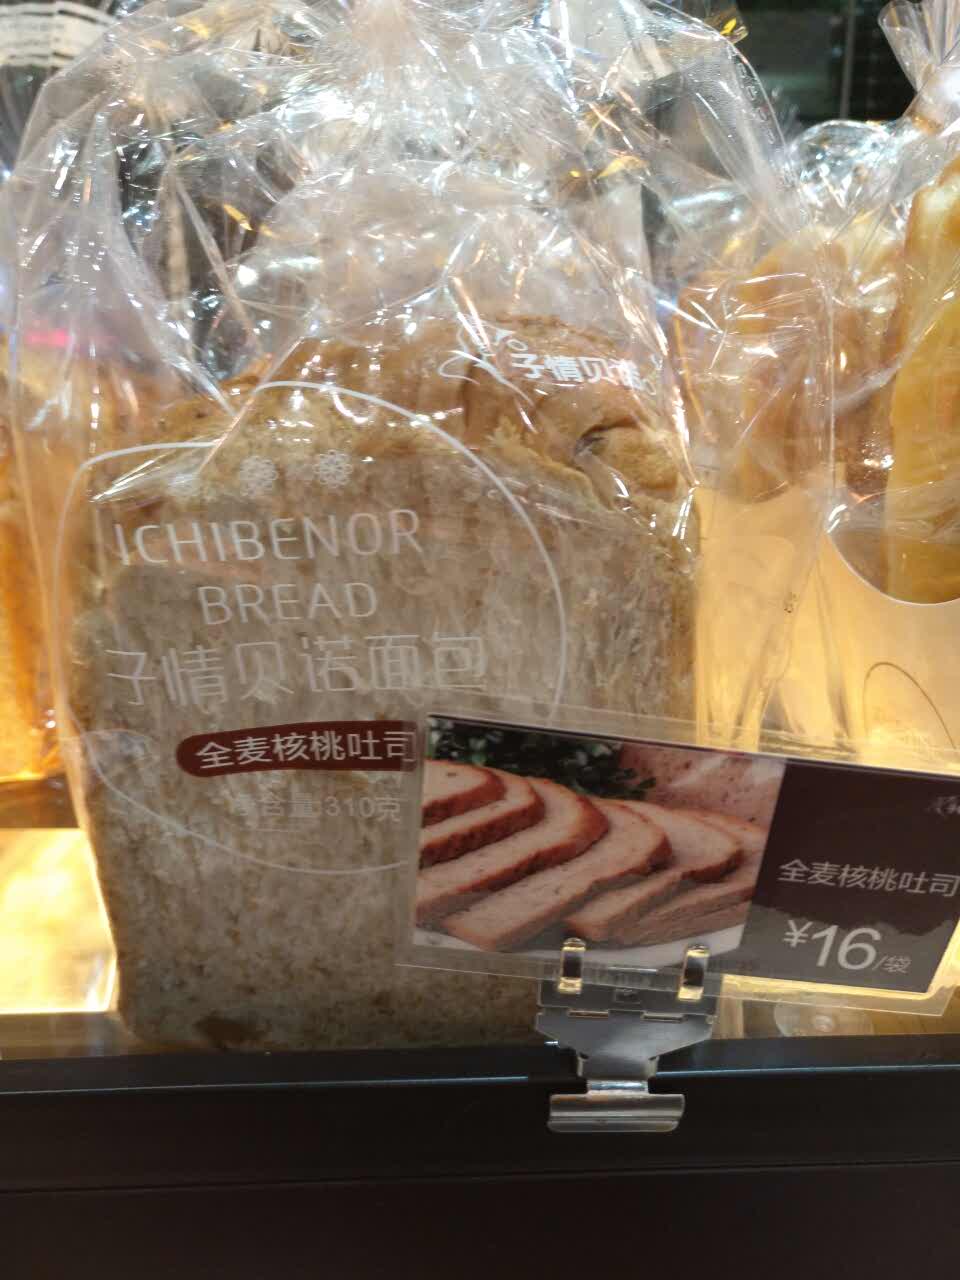 子情贝诺
ICHIBENOR
BREAD
子情贝诺面包
全麦核桃吐司
净含量:310克
全麦核桃吐司
¥16/袋